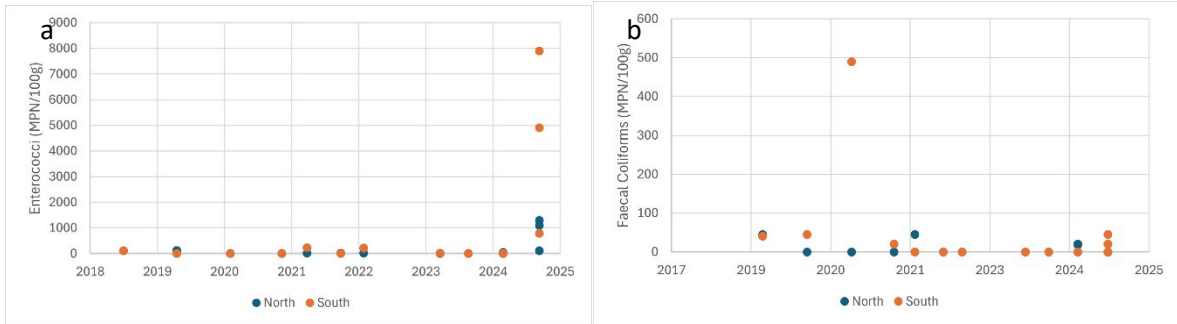 a
Enterococci (MPN/100g)
9000
8000
7000
6000
5000
4000
3000
2000
1000
0
2018 2019 2020 2021 2022 2023 2024 2025
North South
b
Faecal Coliforms (MPN/100g)
600
500
400
300
200
100
0
2017 2019 2020 2021 2023 2024 2025
North South